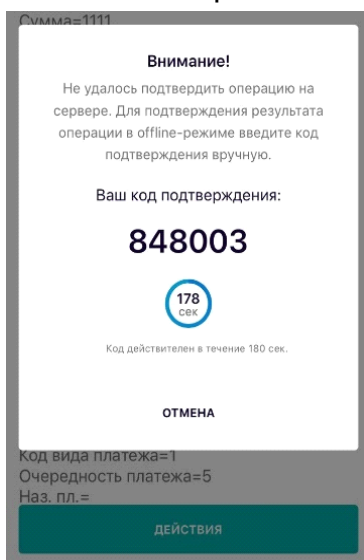 Сумма=1111
Внимание!
Не удалось подтвердить операцию на
сервере. Для подтверждения результата
операции в offline-режиме введите код
подтверждения вручную.
Ваш код подтверждения:
848003
178
сек
Код действителен в течение 180 сек.
ОТМЕНА
Код вида платежа=1
Очередность платежа=5
Наз. пл.=
ДЕЙСТВИЯ